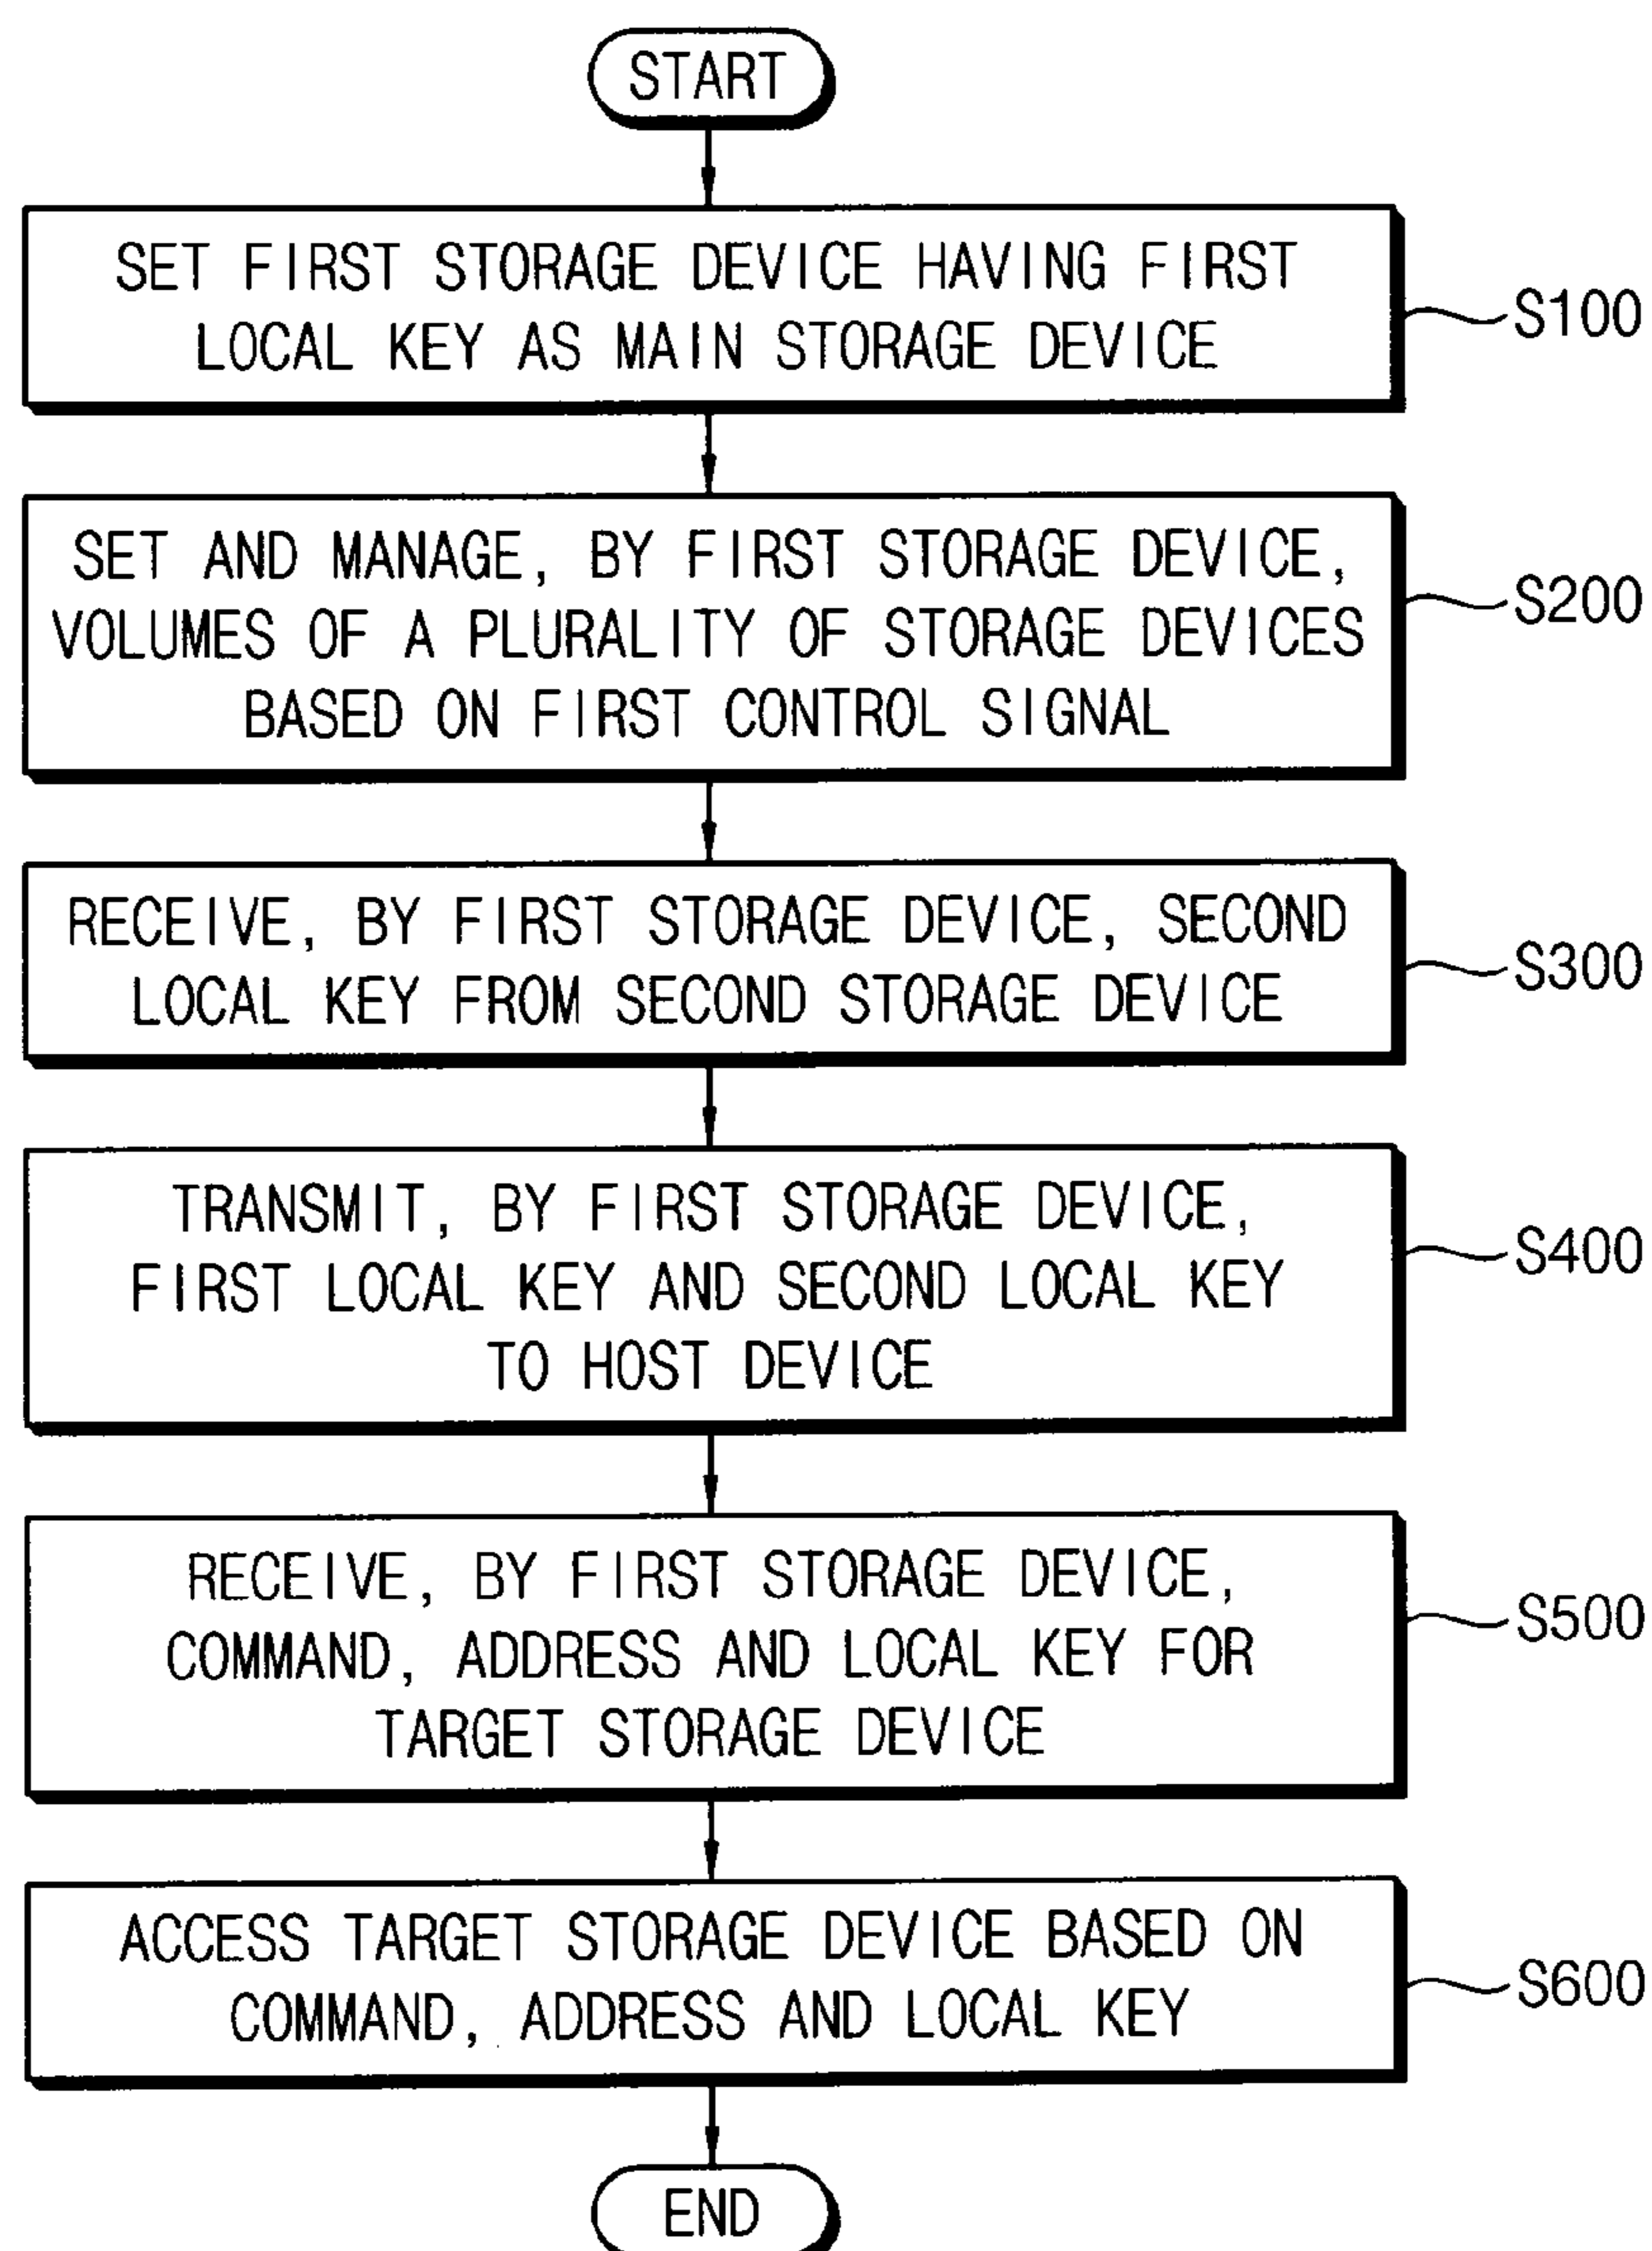 START
SET FIRST STORAGE DEVICE HAVING FIRST
LOCAL KEY AS MAIN STORAGE DEVICE
S100
SET AND MANAGE, BY FIRST STORAGE DEVICE,
VOLUMES OF A PLURALITY OF STORAGE DEVICES
BASED ON FIRST CONTROL SIGNAL
S200
RECEIVE, BY FIRST STORAGE DEVICE, SECOND
LOCAL KEY FROM SECOND STORAGE DEVICE
S300
TRANSMIT, BY FIRST STORAGE DEVICE,
FIRST LOCAL KEY AND SECOND LOCAL KEY
TO HOST DEVICE
S400
RECEIVE, BY FIRST STORAGE DEVICE,
COMMAND, ADDRESS AND LOCAL KEY FOR
TARGET STORAGE DEVICE
S500
ACCESS TARGET STORAGE DEVICE BASED ON
COMMAND, ADDRESS AND LOCAL KEY
S600
END